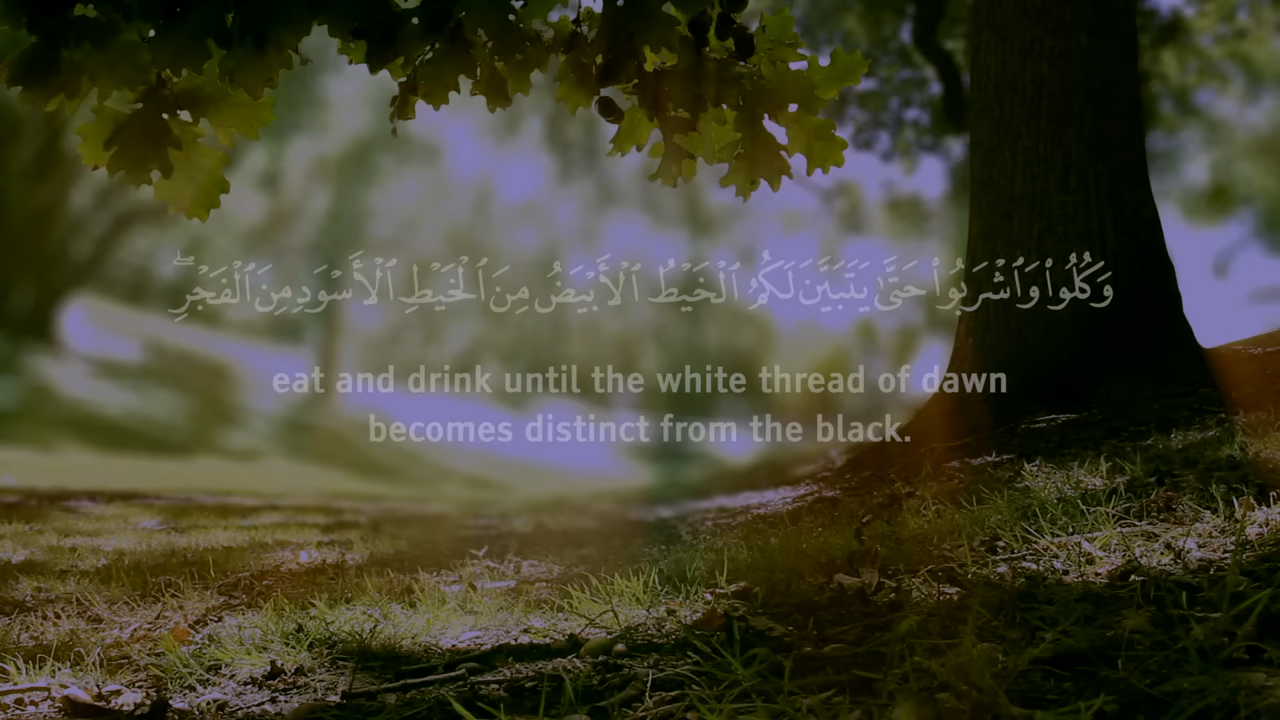 وَكُلُوا۟ وَٱشْرَبُوا۟ حَتَّىٰ يَتَبَيَّنَ لَكُمُ ٱلْخَيْطُ ٱلْأَبْيَضُ مِنَ ٱلْخَيْطِ ٱلْأَسْوَدِ مِنَ ٱلْفَجْرِ ۖ
eat and drink until the white thread of dawn
becomes distinct from the black.